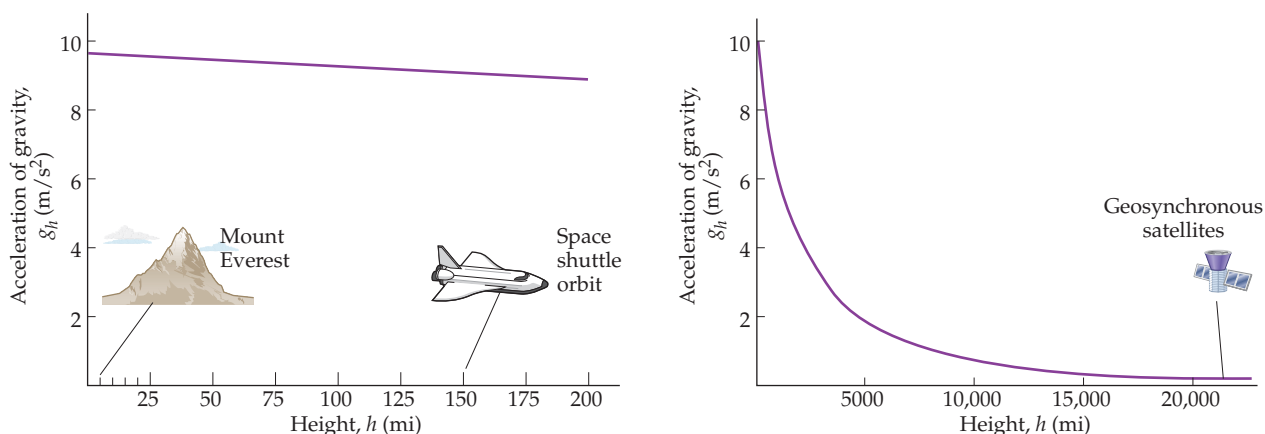 Acceleration of gravity,
g_h (m/s²)
10
8
6
4
2
Mount
Everest
Space
shuttle
orbit
25 50 75 100 125 150 175 200
Height, h (mi)
Acceleration of gravity,
g_h (m/s²)
10
8
6
4
2
Geosynchronous
satellites
5000 10,000 15,000 20,000
Height, h (mi)